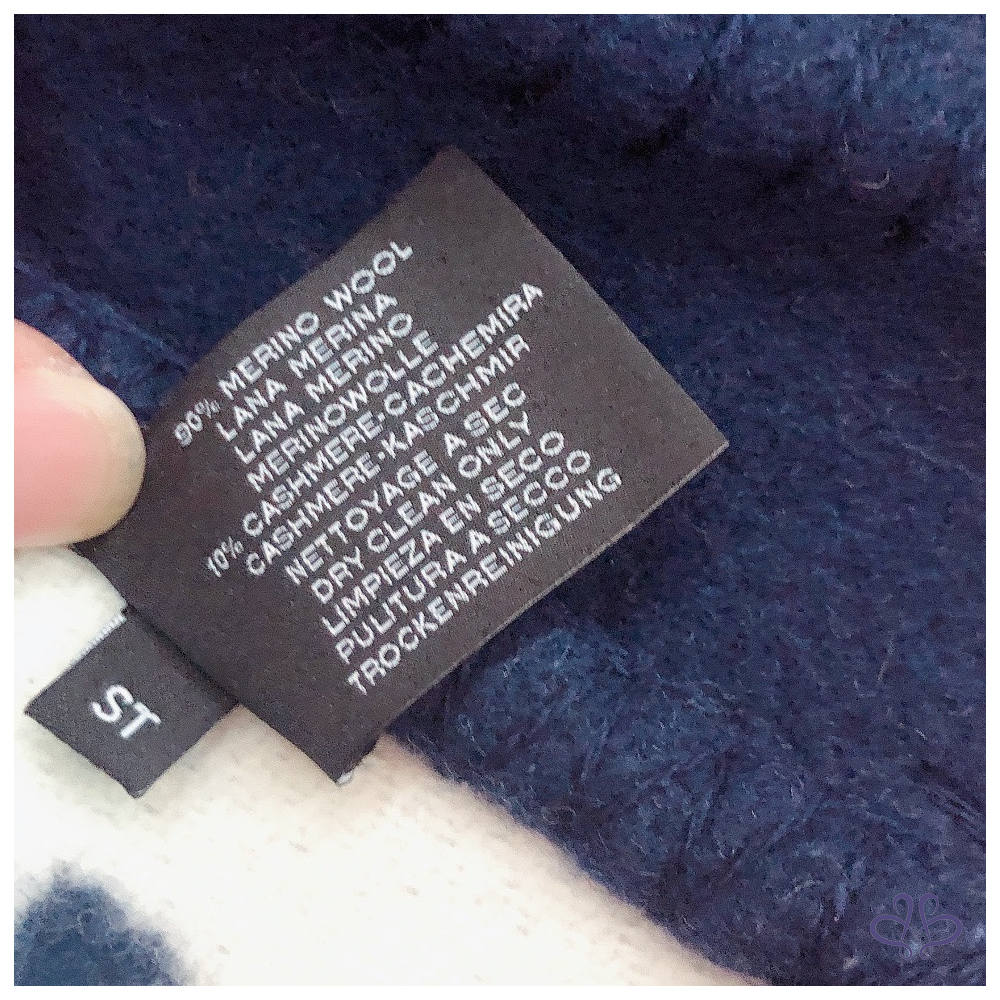 90% MERINO WOOL
LANA MERINA
LANA MERINO
MERINOWOLLE
10% CASHMERE-CACHEMIRA
CASHMERE-KASCHMIR
NETTOYAGE A SEC
DRY CLEAN ONLY
LIMPIEZA EN SECO
PULITURA A SECCO
TROCKENREINIGUNG
ST